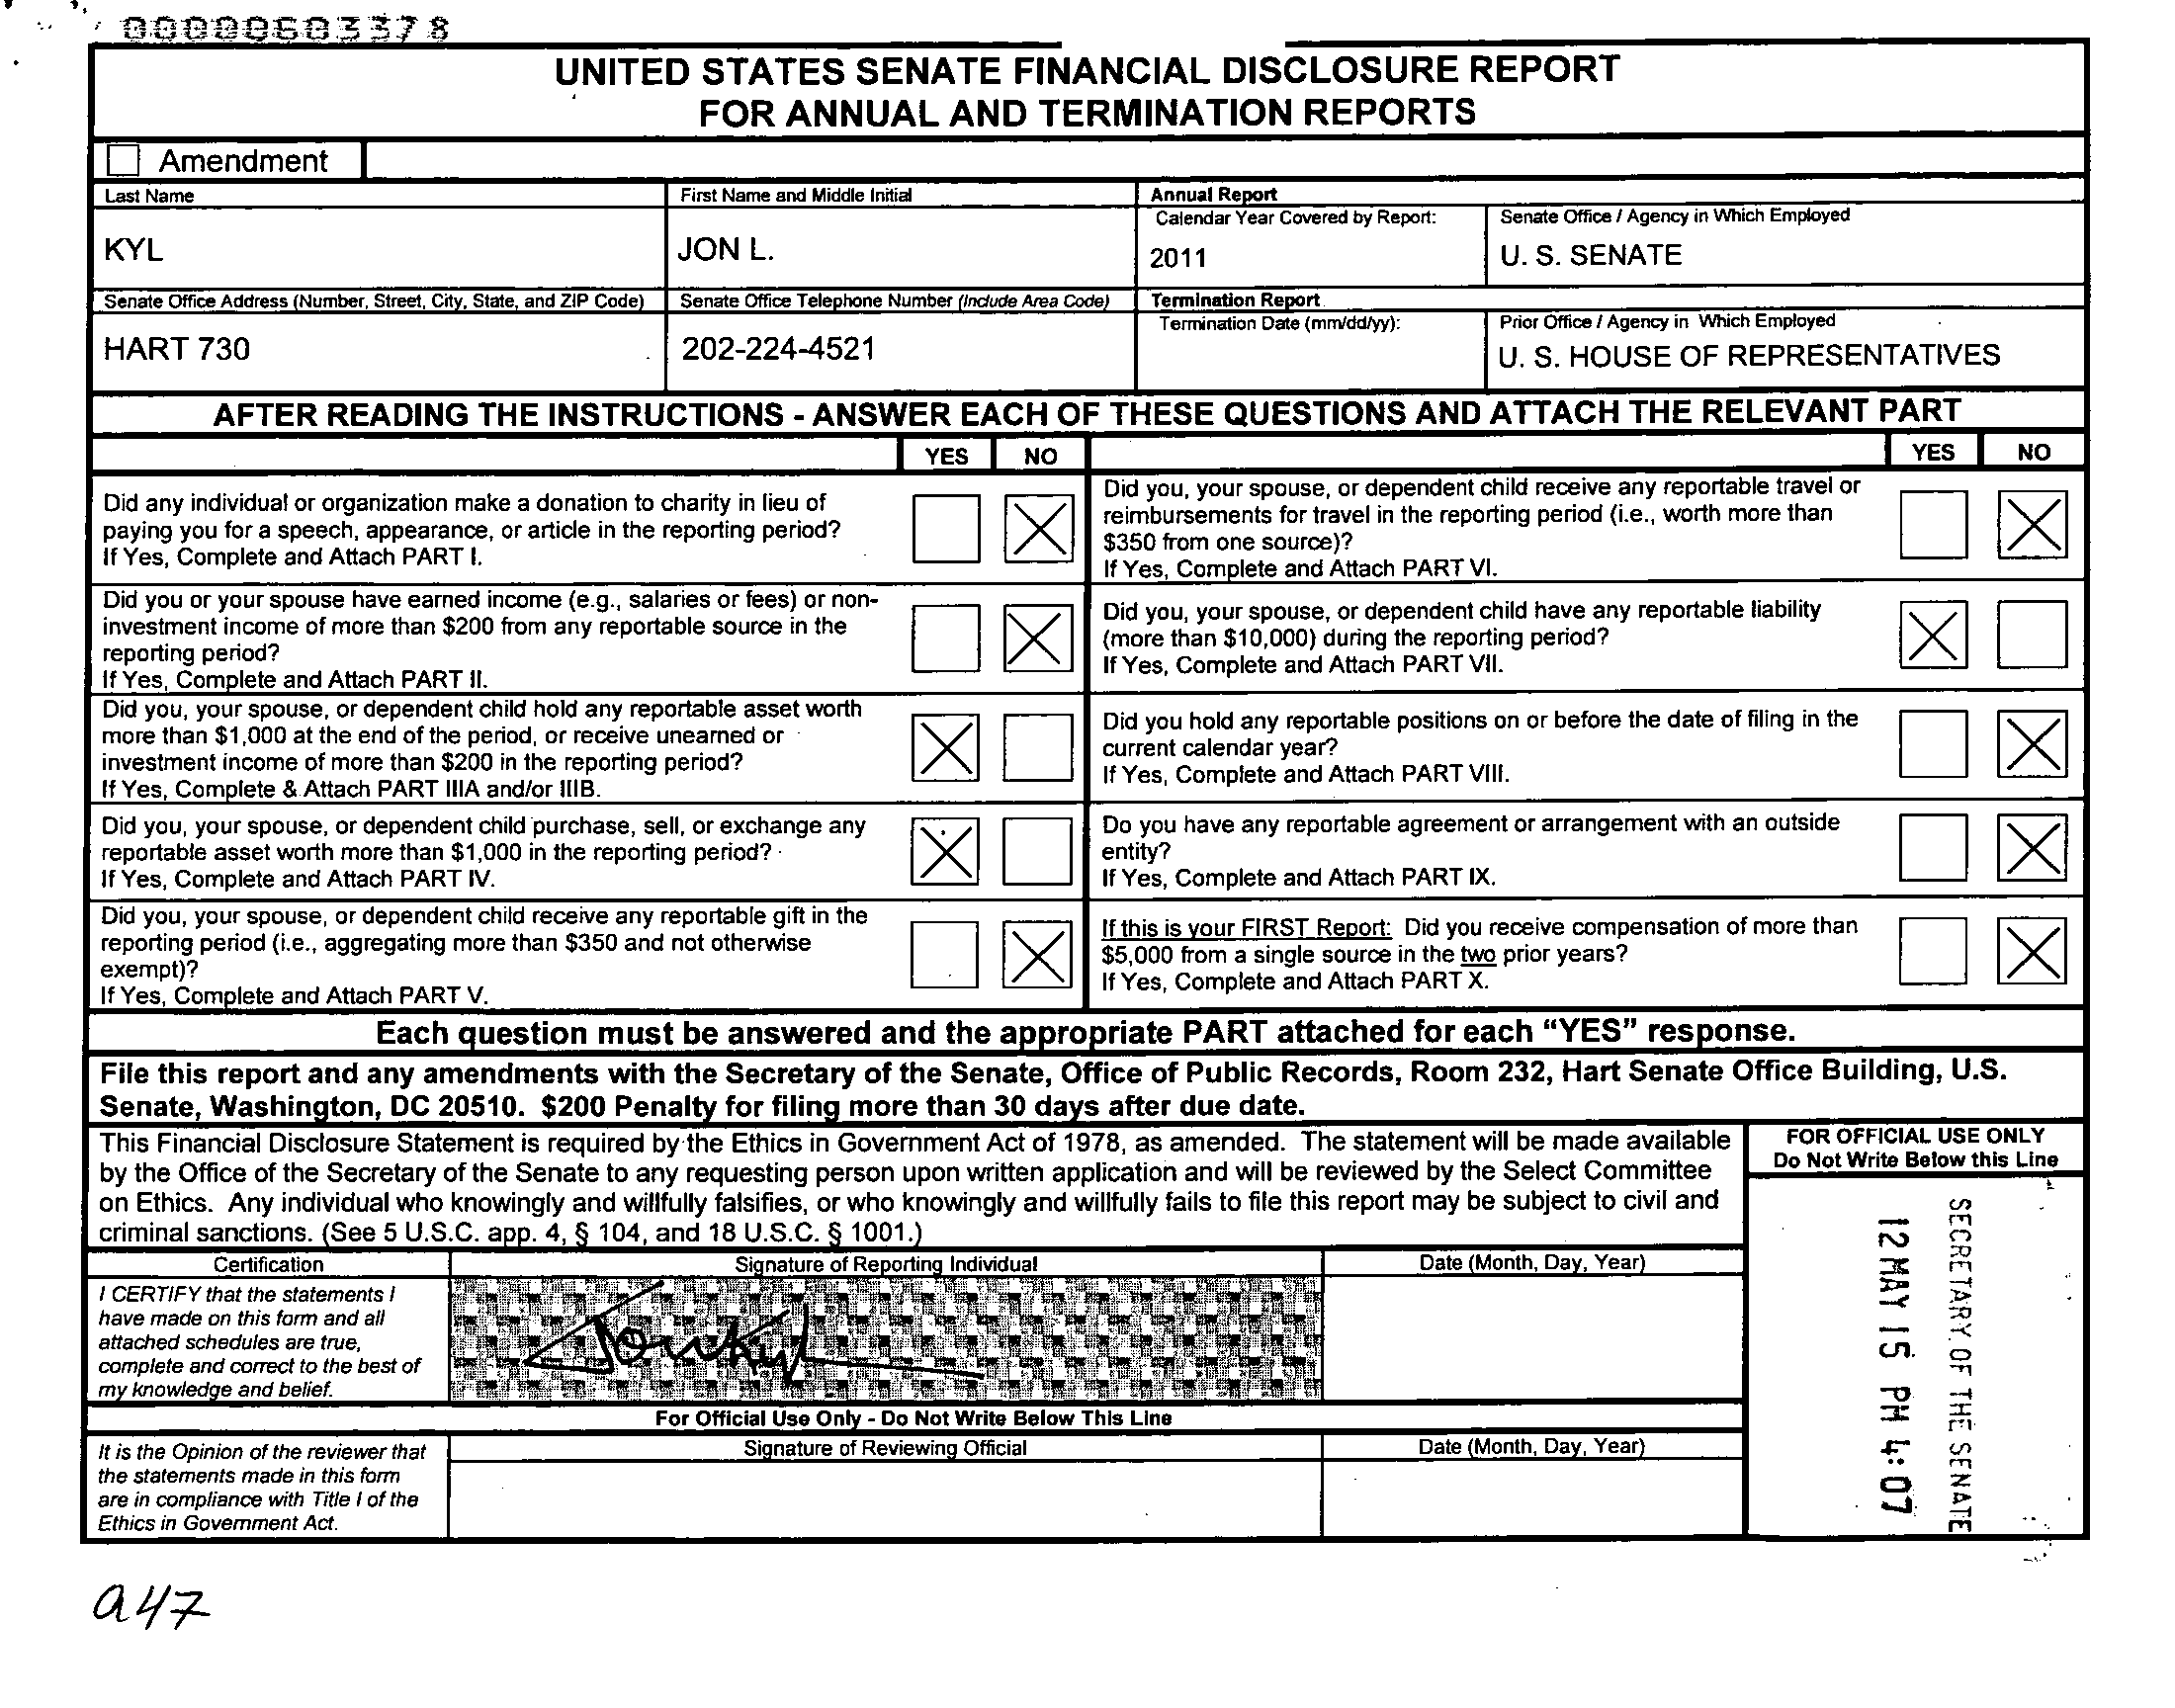 00000603378
UNITED STATES SENATE FINANCIAL DISCLOSURE REPORT
FOR ANNUAL AND TERMINATION REPORTS
Amendment
Last Name
First Name and Middle Initial
Annual Report
Calendar Year Covered by Report:
Senate Office / Agency in Which Employed
KYL
JON L.
2011
U. S. SENATE
Senate Office Address (Number, Street, City, State, and ZIP Code)
Senate Office Telephone Number (Include Area Code)
Termination Report
Termination Date (mm/dd/yy):
Prior Office / Agency in Which Employed
HART 730
202-224-4521
U. S. HOUSE OF REPRESENTATIVES
AFTER READING THE INSTRUCTIONS - ANSWER EACH OF THESE QUESTIONS AND ATTACH THE RELEVANT PART
YES NO
YES NO
Did any individual or organization make a donation to charity in lieu of
paying you for a speech, appearance, or article in the reporting period?
If Yes, Complete and Attach PART I.
Did you, your spouse, or dependent child receive any reportable travel or
reimbursements for travel in the reporting period (i.e., worth more than
$350 from one source)?
If Yes, Complete and Attach PART VI.
Did you or your spouse have earned income (e.g., salaries or fees) or non-
investment income of more than $200 from any reportable source in the
reporting period?
If Yes, Complete and Attach PART II.
Did you, your spouse, or dependent child have any reportable liability
(more than $10,000) during the reporting period?
If Yes, Complete and Attach PART VII.
Did you, your spouse, or dependent child hold any reportable asset worth
more than $1,000 at the end of the period, or receive unearned or
investment income of more than $200 in the reporting period?
If Yes, Complete & Attach PART IIIA and/or IIIB.
Did you hold any reportable positions on or before the date of filing in the
current calendar year?
If Yes, Complete and Attach PART VIII.
Did you, your spouse, or dependent child purchase, sell, or exchange any
reportable asset worth more than $1,000 in the reporting period?
If Yes, Complete and Attach PART IV.
Do you have any reportable agreement or arrangement with an outside
entity?
If Yes, Complete and Attach PART IX.
Did you, your spouse, or dependent child receive any reportable gift in the
reporting period (i.e., aggregating more than $350 and not otherwise
exempt)?
If Yes, Complete and Attach PART V.
If this is your FIRST Report: Did you receive compensation of more than
$5,000 from a single source in the two prior years?
If Yes, Complete and Attach PART X.
Each question must be answered and the appropriate PART attached for each “YES” response.
File this report and any amendments with the Secretary of the Senate, Office of Public Records, Room 232, Hart Senate Office Building, U.S.
Senate, Washington, DC 20510. $200 Penalty for filing more than 30 days after due date.
This Financial Disclosure Statement is required by the Ethics in Government Act of 1978, as amended. The statement will be made available
by the Office of the Secretary of the Senate to any requesting person upon written application and will be reviewed by the Select Committee
on Ethics. Any individual who knowingly and willfully falsifies, or who knowingly and willfully fails to file this report may be subject to civil and
criminal sanctions. (See 5 U.S.C. app. 4, § 104, and 18 U.S.C. § 1001.)
FOR OFFICIAL USE ONLY
Do Not Write Below this Line
SECRETARY OF THE SENATE
12 MAY 15 PM 4:07
Certification
Signature of Reporting Individual
Date (Month, Day, Year)
I CERTIFY that the statements I
have made on this form and all
attached schedules are true,
complete and correct to the best of
my knowledge and belief.
Jon Kyl
For Official Use Only - Do Not Write Below This Line
It is the Opinion of the reviewer that
the statements made in this form
are in compliance with Title I of the
Ethics in Government Act.
Signature of Reviewing Official
Date (Month, Day, Year)
a47